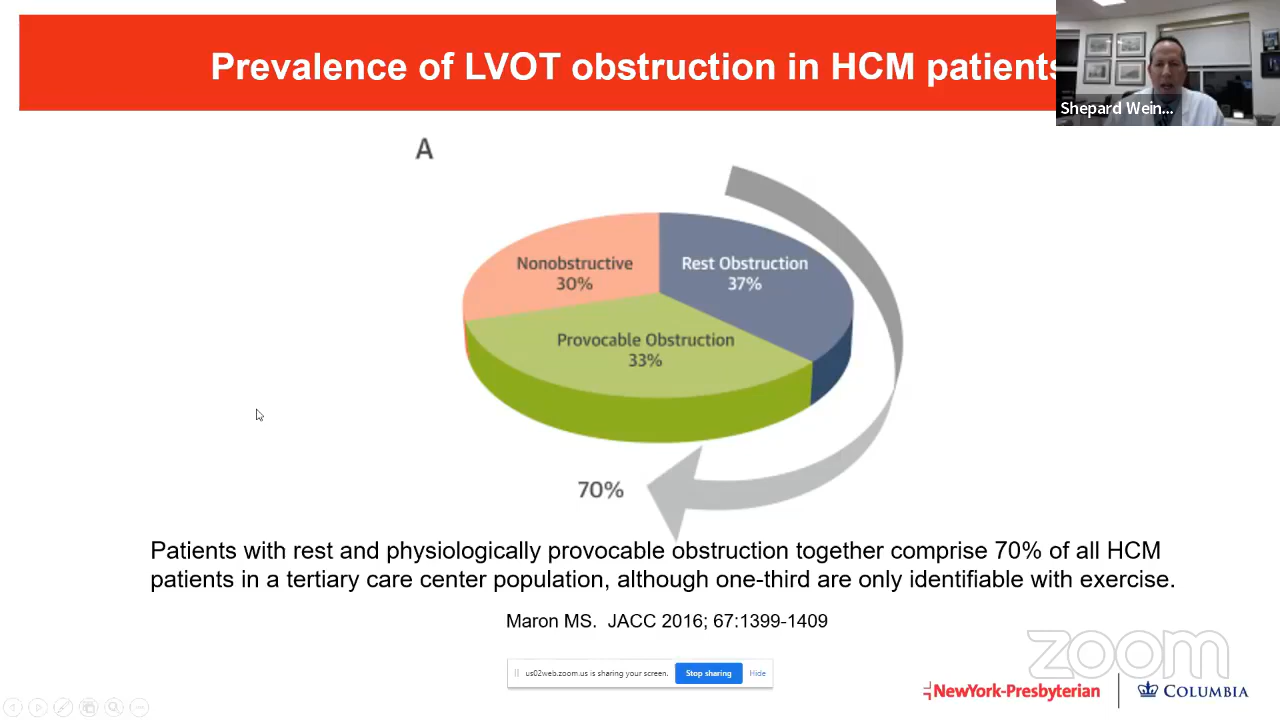 Prevalence of LVOT obstruction in HCM patients
Shepard Wein...
A
Nonobstructive
30%
Rest Obstruction
37%
Provocable Obstruction
33%
70%
Patients with rest and physiologically provocable obstruction together comprise 70% of all HCM
patients in a tertiary care center population, although one-third are only identifiable with exercise.
Maron MS. JACC 2016; 67:1399-1409
zoom
us02web.zoom.us is sharing your screen.
Stop sharing
Hide
NewYork-Presbyterian
COLUMBIA